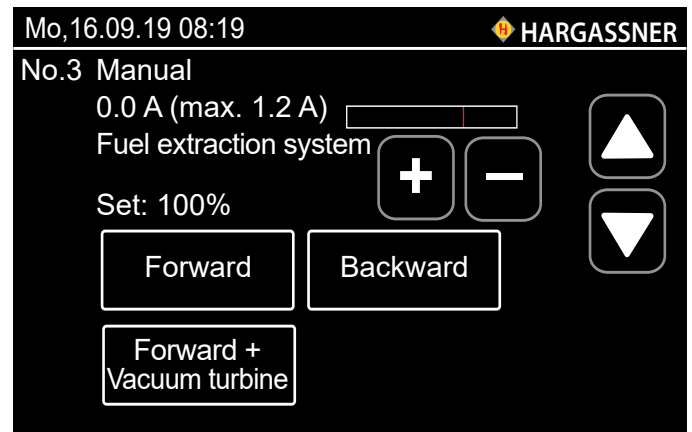 Mo,16.09.19 08:19
H HARGASSNER
No.3 Manual
0.0 A (max. 1.2 A)
Fuel extraction system
+ −
Set: 100%
Forward
Backward
Forward +
Vacuum turbine